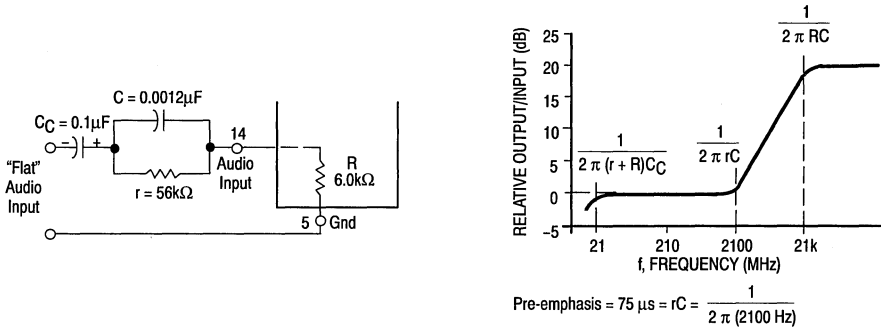 C = 0.0012μF
CC = 0.1μF
– +
14
"Flat"
Audio
Input
Audio
Input
r = 56kΩ
R
6.0kΩ
5 Gnd
RELATIVE OUTPUT/INPUT (dB)
25
20
15
10
5
0
–5
1
2 π (r + R)CC
1
2 π rC
1
2 π RC
21 210 2100 21k
f, FREQUENCY (MHz)
Pre-emphasis = 75 μs = rC = 1
2 π (2100 Hz)